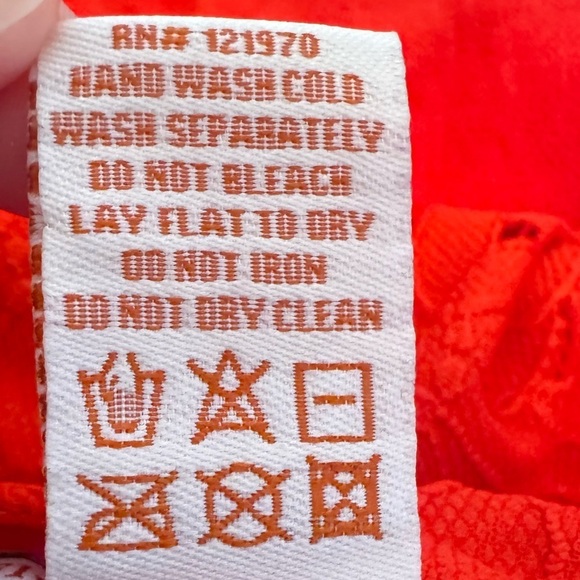 RN# 121970
HAND WASH COLD
WASH SEPARATELY
DO NOT BLEACH
LAY FLAT TO DRY
DO NOT IRON
DO NOT DRY CLEAN